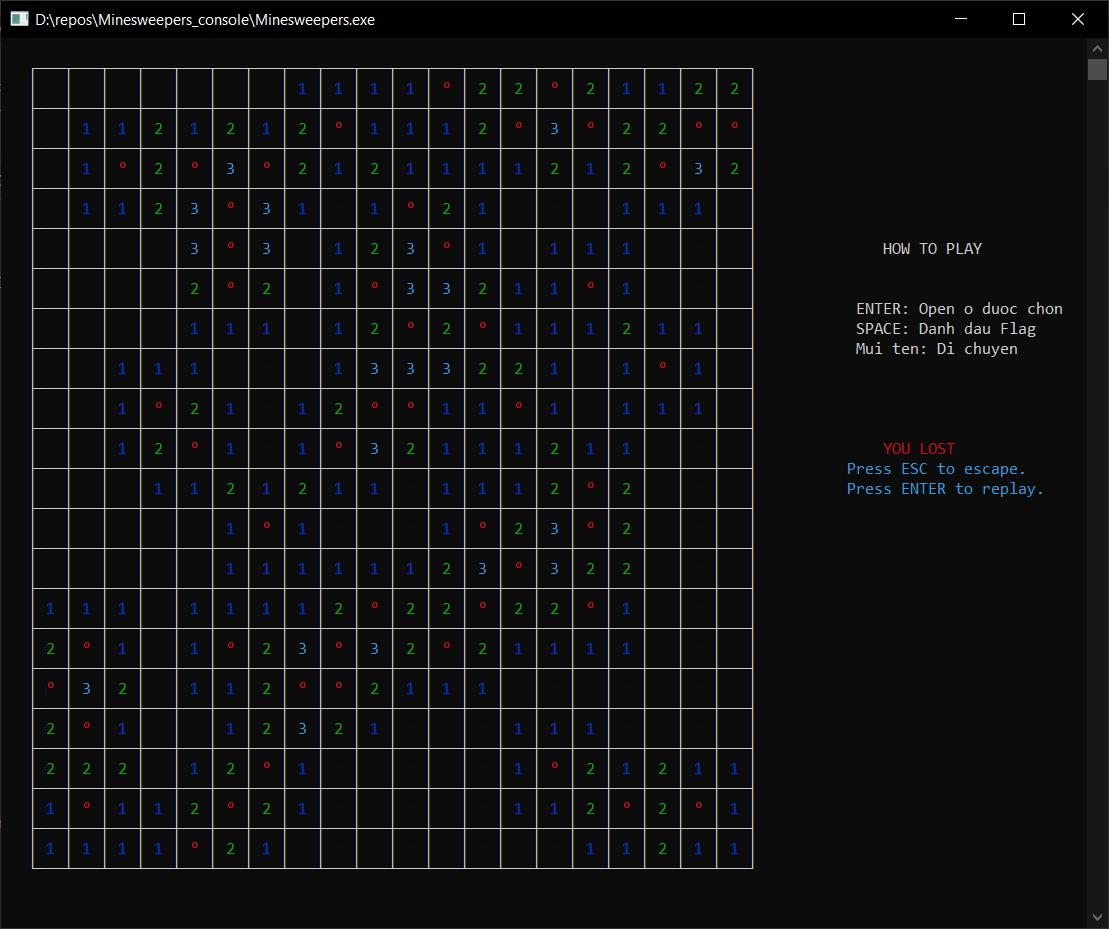 D:\repos\Minesweepers_console\Minesweepers.exe
1 1 1 1 º 2 2 º 2 1 1 2 2
1 1 2 1 2 1 2 º 1 1 1 2 º 3 º 2 2 º º
1 º 2 º 3 º 2 1 2 1 1 1 1 2 1 2 º 3 2
1 1 2 3 º 3 1 1 º 2 1 1 1 1
3 º 3 1 2 3 º 1 1 1 1
2 º 2 1 º 3 3 2 1 1 º 1
1 1 1 1 2 º 2 º 1 1 1 2 1 1
1 1 1 1 3 3 3 2 2 1 1 º 1
1 º 2 1 1 2 º º 1 1 º 1 1 1 1
1 2 º 1 1 º 3 2 1 1 1 2 1 1
1 1 2 1 2 1 1 1 1 1 2 º 2
1 º 1 1 º 2 3 º 2
1 1 1 1 1 1 2 3 º 3 2 2
1 1 1 1 1 1 1 2 º 2 2 º 2 2 º 1
2 º 1 1 º 2 3 º 3 2 º 2 1 1 1 1
º 3 2 1 1 2 º º 2 1 1 1
2 º 1 1 2 3 2 1 1 1 1
2 2 2 1 2 º 1 1 º 2 1 2 1 1
1 º 1 1 2 º 2 1 1 1 2 º 2 º 1
1 1 1 1 º 2 1 1 1 2 1 1
HOW TO PLAY
ENTER: Open o duoc chon
SPACE: Danh dau Flag
Mui ten: Di chuyen
YOU LOST
Press ESC to escape.
Press ENTER to replay.